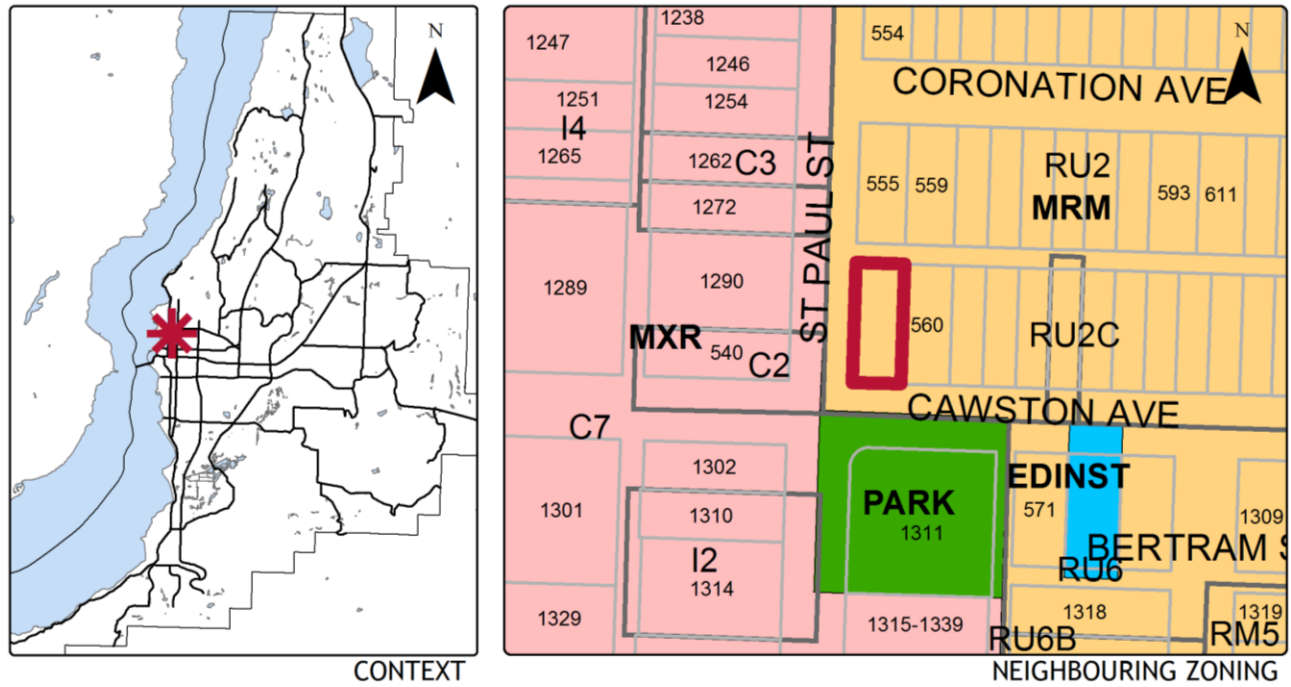 N
CONTEXT
N
1238
554
1247
1246
CORONATION AVE
1251
1254
I4
1265
1262
C3
ST PAUL ST
RU2
555
559
593
611
MRM
1272
1289
1290
560
RU2C
MXR
540
C2
CAWSTON AVE
C7
1302
EDINST
PARK
1301
1310
571
1309
1311
I2
BERTRAM S
RU6
1314
1329
1315-1339
1318
1319
RU6B
RM5
NEIGHBOURING ZONING